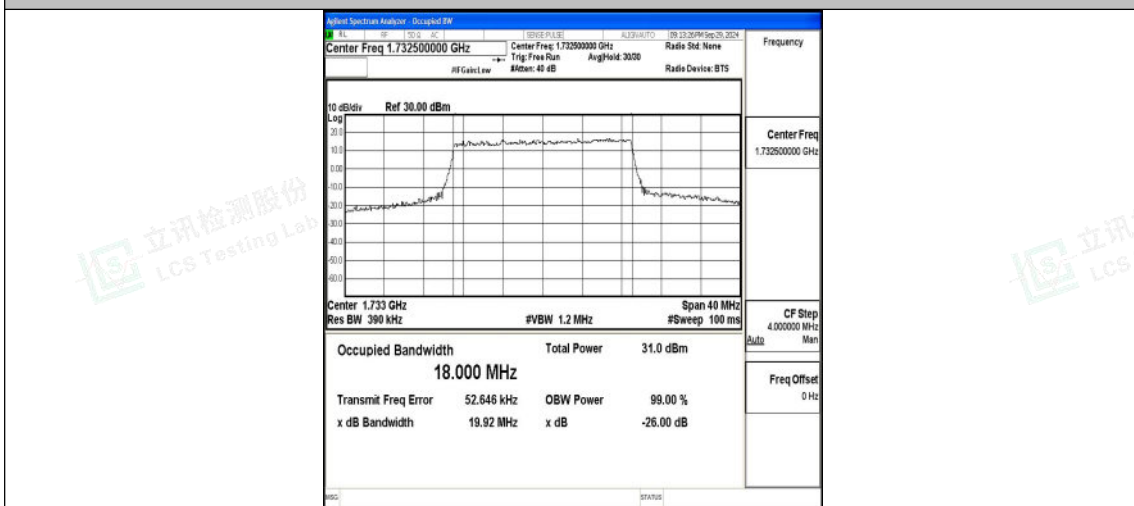 Agilent Spectrum Analyzer - Occupied BW
RL RF 50 Ω AC SENSE:PULSE ALIGNAUTO 09:13:26PM Sep29, 2024
Center Freq 1.732500000 GHz
Center Freq: 1.732500000 GHz
Radio Std: None
Trig: Free Run Avg|Hold: 30/30
#IFGain:Low #Atten: 40 dB Radio Device: BTS
Frequency
10 dB/div Ref 30.00 dBm
Log
20.0
10.0
0.00
-10.0
-20.0
-30.0
-40.0
-50.0
-60.0
Center 1.733 GHz Span 40 MHz
Res BW 390 kHz #VBW 1.2 MHz #Sweep 100 ms
Occupied Bandwidth Total Power 31.0 dBm
18.000 MHz
Transmit Freq Error 52.646 kHz OBW Power 99.00 %
x dB Bandwidth 19.92 MHz x dB -26.00 dB
Center Freq
1.732500000 GHz
CF Step
4.000000 MHz
Auto Man
Freq Offset
0 Hz
MSG STATUS
立讯检测股份
LCS Testing Lab
立讯
LCS